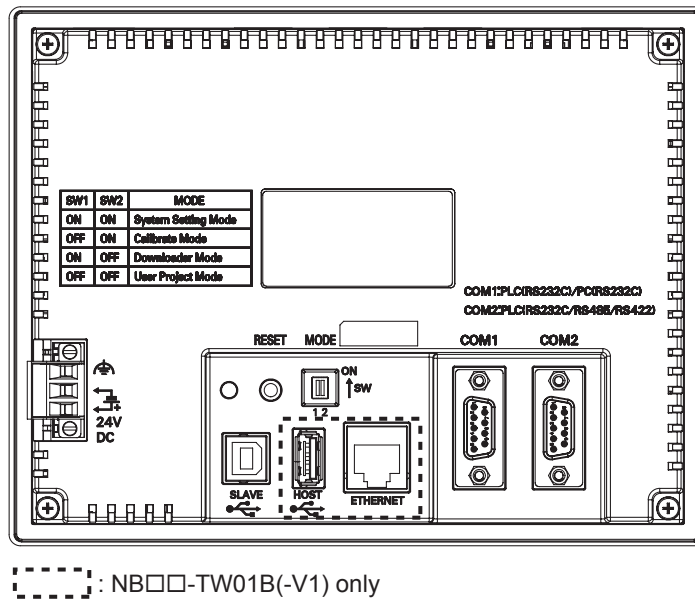 SW1 SW2 MODE
ON ON System Setting Mode
OFF ON Calibrate Mode
ON OFF Downloader Mode
OFF OFF User Project Mode
COM1:PLC(RS232C)/PC(RS232C)
COM2:PLC(RS232C/RS485/RS422)
RESET MODE COM1 COM2
ON
SW
1 2
24V
DC
SLAVE HOST ETHERNET
: NB□□-TW01B(-V1) only